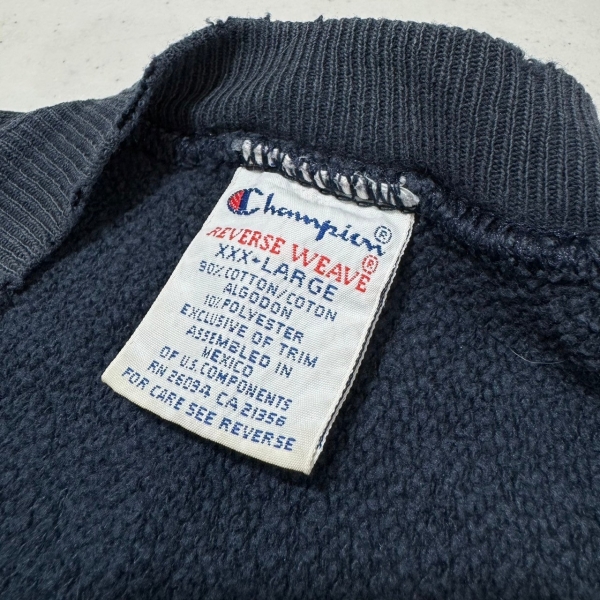 Champion®
REVERSE WEAVE®
XXX-LARGE
90% COTTON/COTON
ALGODON
10% POLYESTER
EXCLUSIVE OF TRIM
ASSEMBLED IN
MEXICO
OF U.S. COMPONENTS
RN 26094 CA 21356
FOR CARE SEE REVERSE